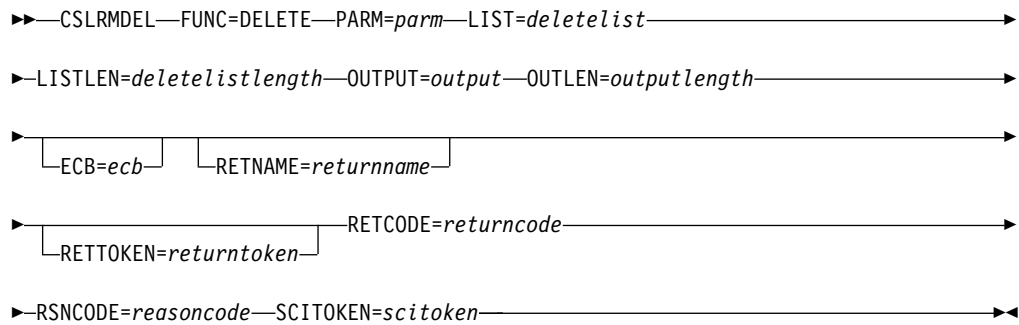 CSLRMDEL FUNC=DELETE PARM=parm LIST=deletelist
LISTLEN=deletelistlength OUTPUT=output OUTLEN=outputlength
ECB=ecb RETNAME=returnname
RETCODE=returncode
RETTOKEN=returntoken
RSNCODE=reasoncode SCITOKEN=scitoken